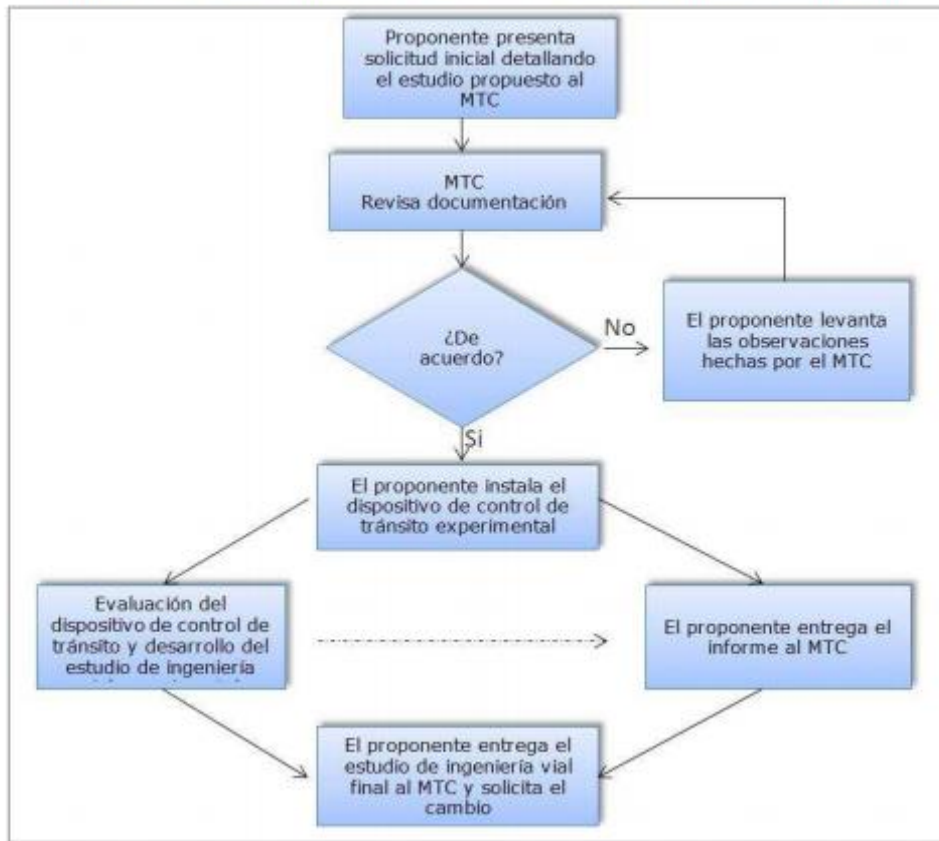 Proponente presenta
solicitud inicial detallando
el estudio propuesto al
MTC
MTC
Revisa documentación
¿De
acuerdo?
No
El proponente levanta
las observaciones
hechas por el MTC
Si
El proponente instala el
dispositivo de control de
tránsito experimental
Evaluación del
dispositivo de control de
tránsito y desarrollo del
estudio de ingeniería
El proponente entrega el
informe al MTC
El proponente entrega el
estudio de ingeniería vial
final al MTC y solicita el
cambio